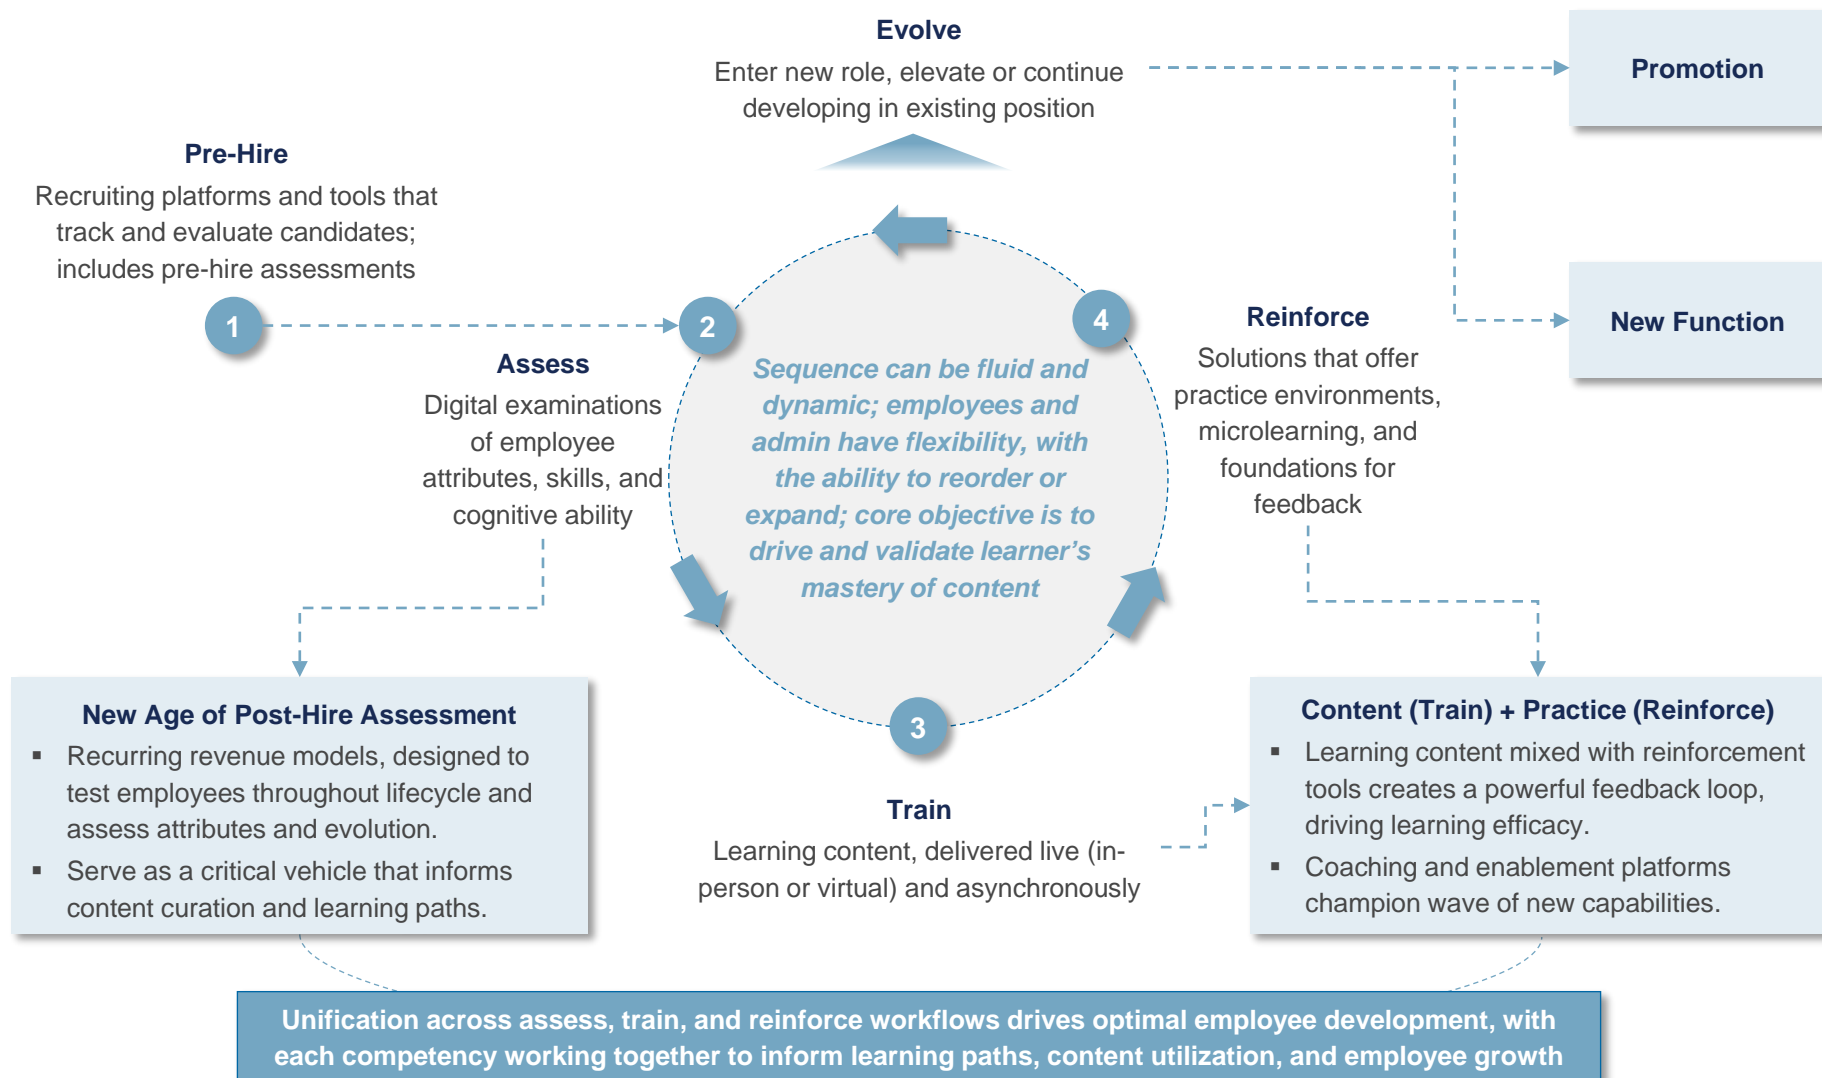 Evolve
Enter new role, elevate or continue
developing in existing position
Promotion
Pre-Hire
Recruiting platforms and tools that
track and evaluate candidates;
includes pre-hire assessments
New Function
1
2
4
Assess
Digital examinations
of employee
attributes, skills, and
cognitive ability
Sequence can be fluid and
dynamic; employees and
admin have flexibility, with
the ability to reorder or
expand; core objective is to
drive and validate learner’s
mastery of content
Reinforce
Solutions that offer
practice environments,
microlearning, and
foundations for
feedback
3
Train
Learning content, delivered live (in-
person or virtual) and asynchronously
New Age of Post-Hire Assessment
▪ Recurring revenue models, designed to
test employees throughout lifecycle and
assess attributes and evolution.
▪ Serve as a critical vehicle that informs
content curation and learning paths.
Content (Train) + Practice (Reinforce)
▪ Learning content mixed with reinforcement
tools creates a powerful feedback loop,
driving learning efficacy.
▪ Coaching and enablement platforms
champion wave of new capabilities.
Unification across assess, train, and reinforce workflows drives optimal employee development, with
each competency working together to inform learning paths, content utilization, and employee growth